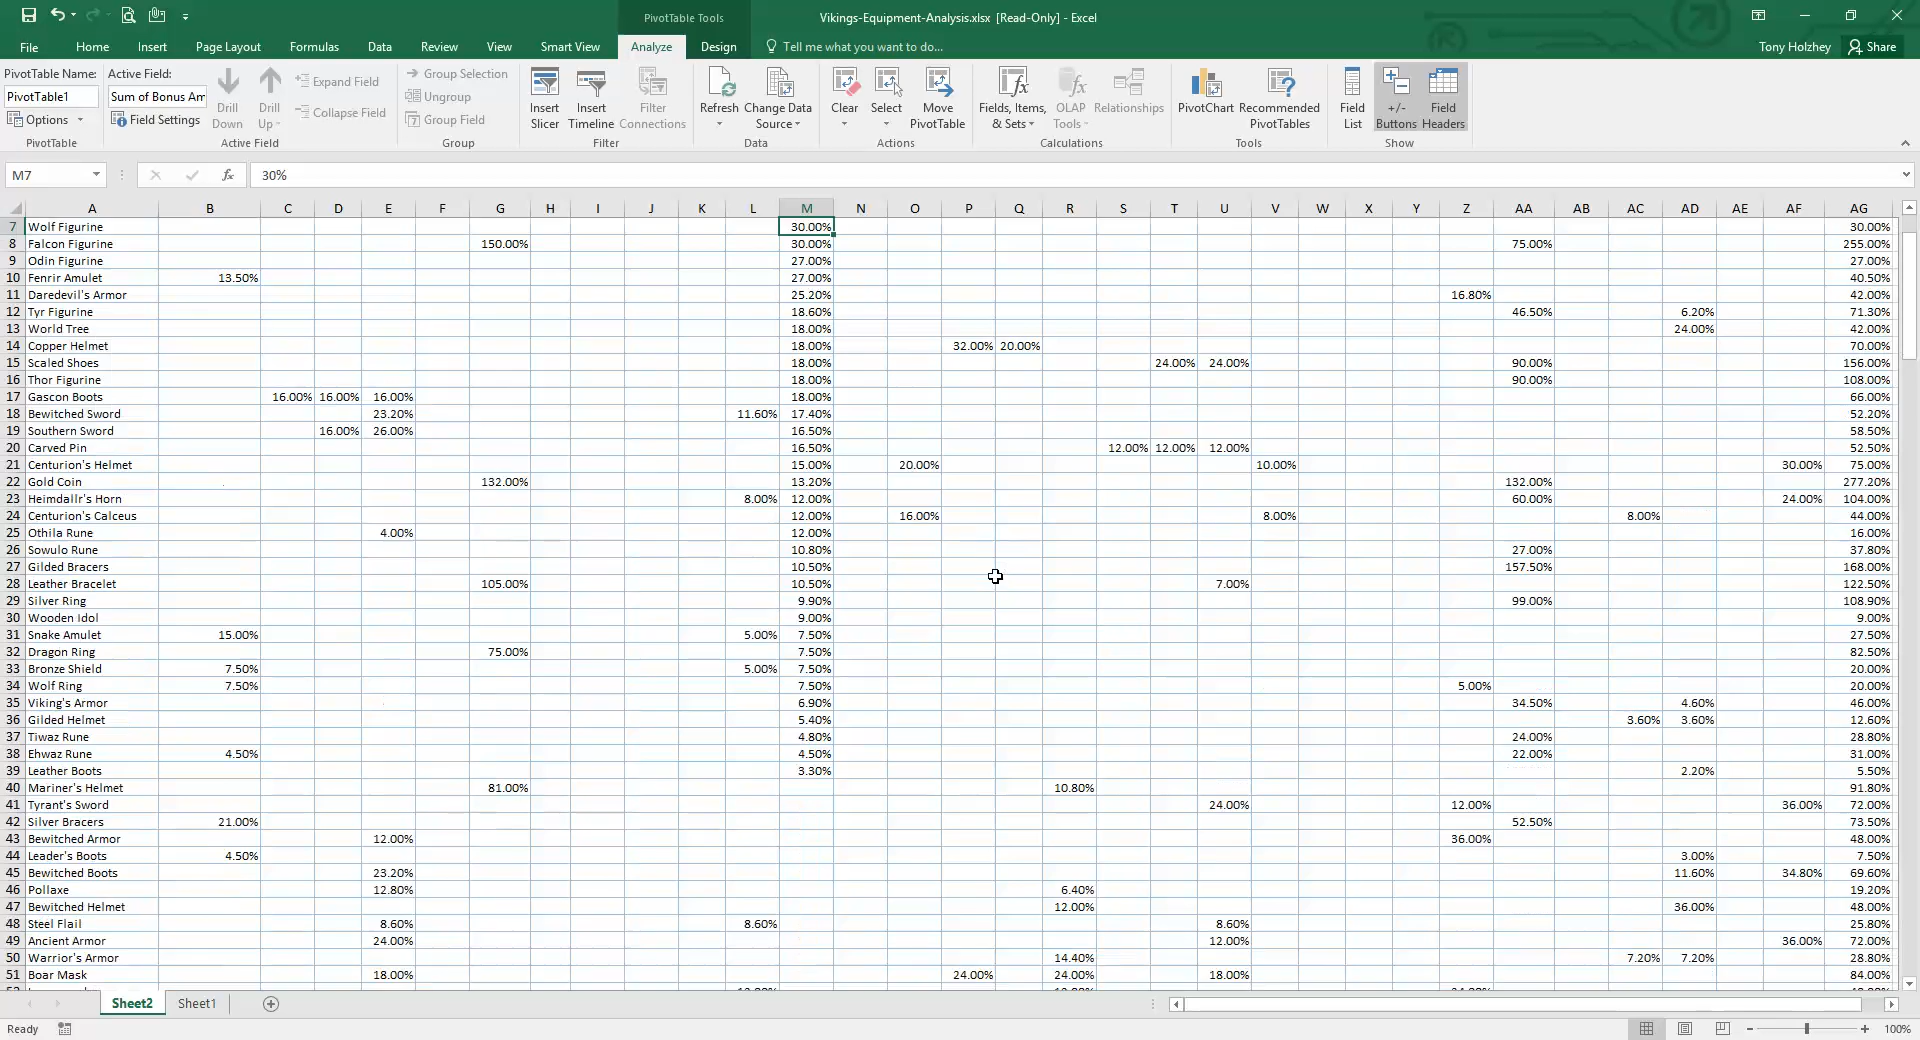 PivotTable Tools
Vikings-Equipment-Analysis.xlsx [Read-Only] - Excel
File Home Insert Page Layout Formulas Data Review View Smart View Analyze Design Tell me what you want to do... Tony Holzhey Share
PivotTable Name: Active Field:
PivotTable1 Sum of Bonus Am
Options Field Settings
Drill Down
Drill Up
Expand Field
Collapse Field
Group Selection
Ungroup
Group Field
Insert Slicer
Insert Timeline
Filter Connections
Refresh
Change Data Source
Clear
Select
Move PivotTable
Fields, Items, & Sets
OLAP Tools
Relationships
PivotChart
Recommended PivotTables
Field List
+/- Buttons
Field Headers
PivotTable Active Field Group Filter Data Actions Calculations Tools Show
M7 fx 30%
A B C D E F G H I J K L M N O P Q R S T U V W X Y Z AA AB AC AD AE AF AG
7 Wolf Figurine 30.00% 30.00%
8 Falcon Figurine 150.00% 30.00% 75.00% 255.00%
9 Odin Figurine 27.00% 27.00%
10 Fenrir Amulet 13.50% 27.00% 40.50%
11 Daredevil's Armor 25.20% 16.80% 42.00%
12 Tyr Figurine 18.60% 46.50% 6.20% 71.30%
13 World Tree 18.00% 24.00% 42.00%
14 Copper Helmet 18.00% 32.00% 20.00% 70.00%
15 Scaled Shoes 18.00% 24.00% 24.00% 90.00% 156.00%
16 Thor Figurine 18.00% 90.00% 108.00%
17 Gascon Boots 16.00% 16.00% 16.00% 18.00% 66.00%
18 Bewitched Sword 23.20% 11.60% 17.40% 52.20%
19 Southern Sword 16.00% 26.00% 16.50% 58.50%
20 Carved Pin 16.50% 12.00% 12.00% 12.00% 52.50%
21 Centurion's Helmet 15.00% 20.00% 10.00% 30.00% 75.00%
22 Gold Coin 132.00% 13.20% 132.00% 277.20%
23 Heimdallr's Horn 8.00% 12.00% 60.00% 24.00% 104.00%
24 Centurion's Calceus 12.00% 16.00% 8.00% 8.00% 44.00%
25 Othila Rune 4.00% 12.00% 16.00%
26 Sowulo Rune 10.80% 27.00% 37.80%
27 Gilded Bracers 10.50% 157.50% 168.00%
28 Leather Bracelet 105.00% 10.50% 7.00% 122.50%
29 Silver Ring 9.90% 99.00% 108.90%
30 Wooden Idol 9.00% 9.00%
31 Snake Amulet 15.00% 5.00% 7.50% 27.50%
32 Dragon Ring 75.00% 7.50% 82.50%
33 Bronze Shield 7.50% 5.00% 7.50% 20.00%
34 Wolf Ring 7.50% 7.50% 5.00% 20.00%
35 Viking's Armor 6.90% 34.50% 4.60% 46.00%
36 Gilded Helmet 5.40% 3.60% 3.60% 12.60%
37 Tiwaz Rune 4.80% 24.00% 28.80%
38 Ehwaz Rune 4.50% 4.50% 22.00% 31.00%
39 Leather Boots 3.30% 2.20% 5.50%
40 Mariner's Helmet 81.00% 10.80% 91.80%
41 Tyrant's Sword 24.00% 12.00% 36.00% 72.00%
42 Silver Bracers 21.00% 52.50% 73.50%
43 Bewitched Armor 12.00% 36.00% 48.00%
44 Leader's Boots 4.50% 3.00% 7.50%
45 Bewitched Boots 23.20% 11.60% 34.80% 69.60%
46 Pollaxe 12.80% 6.40% 19.20%
47 Bewitched Helmet 12.00% 36.00% 48.00%
48 Steel Flail 8.60% 8.60% 8.60% 25.80%
49 Ancient Armor 24.00% 12.00% 36.00% 72.00%
50 Warrior's Armor 14.40% 7.20% 7.20% 28.80%
51 Boar Mask 18.00% 24.00% 24.00% 18.00% 84.00%
Sheet2 Sheet1
Ready 100%